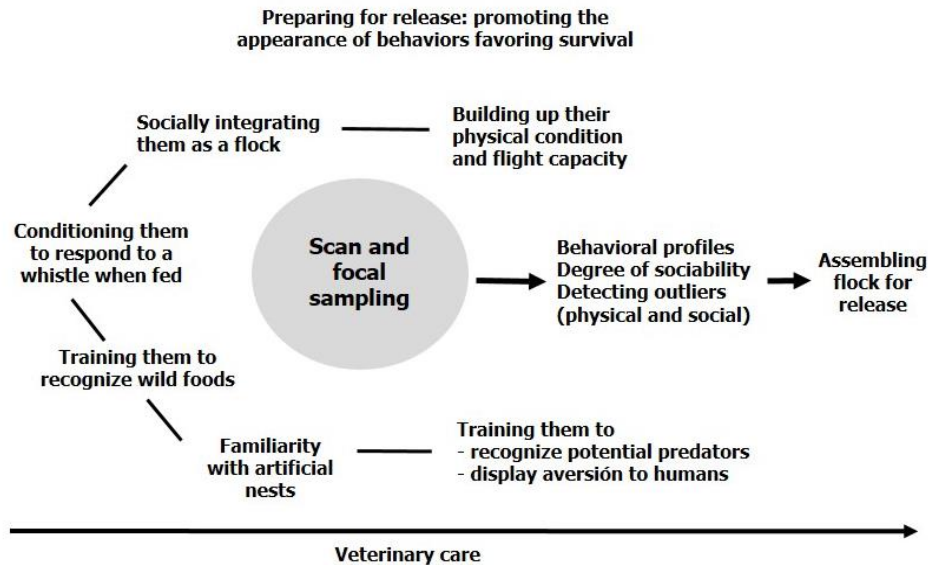 Preparing for release: promoting the
appearance of behaviors favoring survival
Socially integrating
them as a flock
Building up their
physical condition
and flight capacity
Conditioning them
to respond to a
whistle when fed
Scan and
focal
sampling
Behavioral profiles
Degree of sociability
Detecting outliers
(physical and social)
Assembling
flock for
release
Training them to
recognize wild foods
Familiarity
with artificial
nests
Training them to
- recognize potential predators
- display aversión to humans
Veterinary care